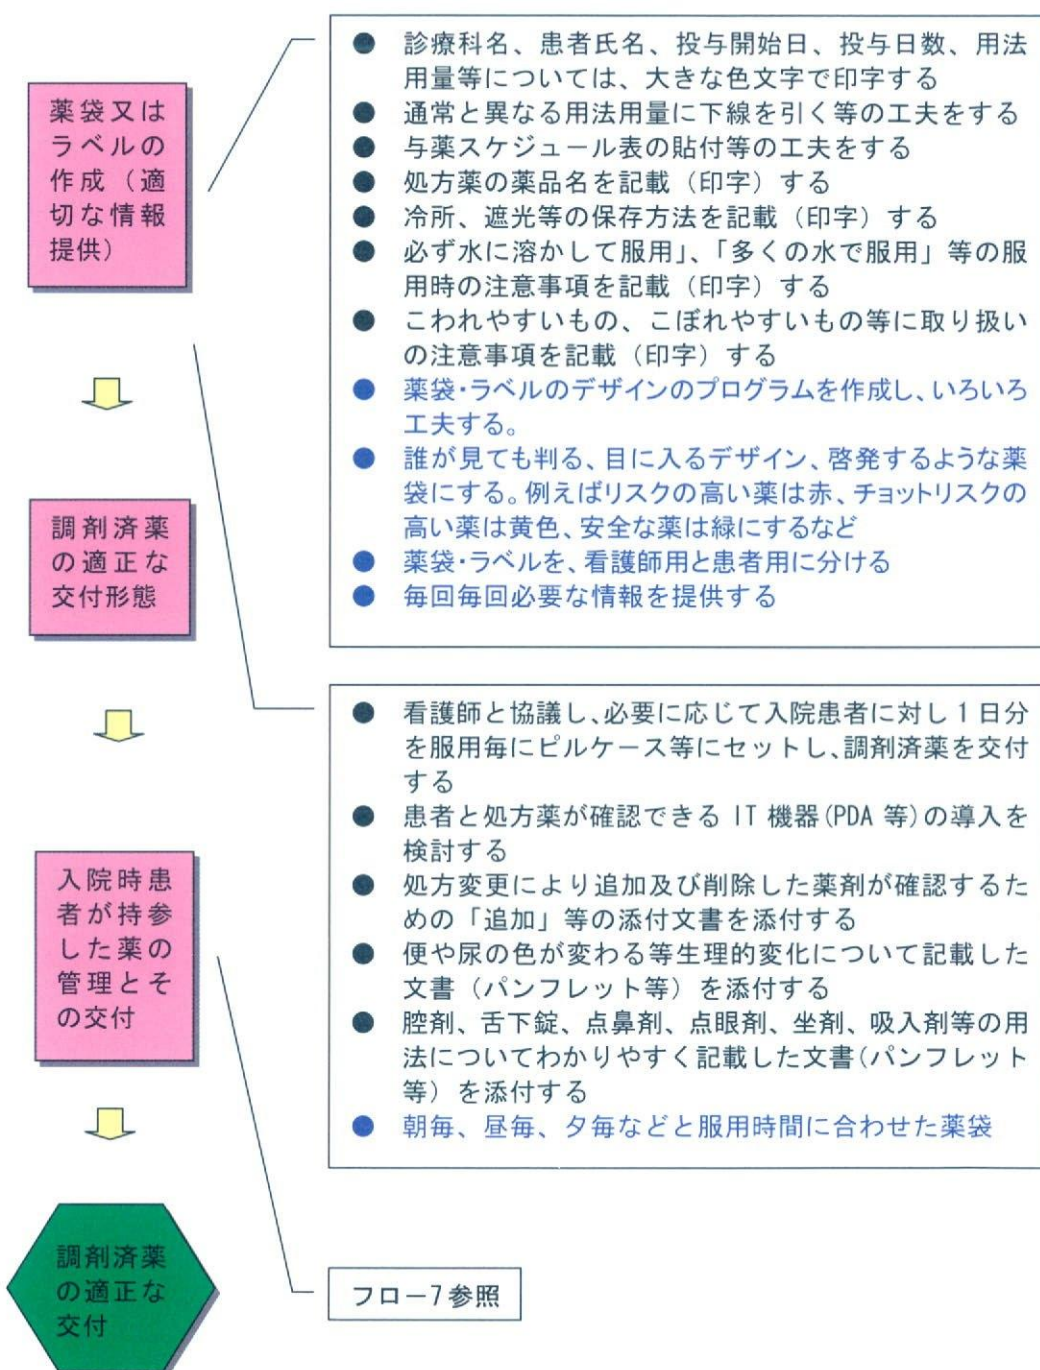 薬袋又は
ラベルの
作成（適
切な情報
提供）
● 診療科名、患者氏名、投与開始日、投与日数、用法
用量等については、大きな色文字で印字する
● 通常と異なる用法用量に下線を引く等の工夫をする
● 与薬スケジュール表の貼付等の工夫をする
● 処方薬の薬品名を記載（印字）する
● 冷所、遮光等の保存方法を記載（印字）する
● 必ず水に溶かして服用」、「多くの水で服用」等の服
用時の注意事項を記載（印字）する
● こわれやすいもの、こぼれやすいもの等に取り扱い
の注意事項を記載（印字）する
● 薬袋・ラベルのデザインのプログラムを作成し、いろいろ
工夫する。
● 誰が見ても判る、目に入るデザイン、啓発するような薬
袋にする。例えばリスクの高い薬は赤、チョットリスクの
高い薬は黄色、安全な薬は緑にするなど
● 薬袋・ラベルを、看護師用と患者用に分ける
● 毎回毎回必要な情報を提供する
調剤済薬
の適正な
交付形態
● 看護師と協議し、必要に応じて入院患者に対し1日分
を服用毎にピルケース等にセットし、調剤済薬を交付
する
● 患者と処方薬が確認できる IT 機器(PDA 等)の導入を
検討する
● 処方変更により追加及び削除した薬剤が確認するた
めの「追加」等の添付文書を添付する
● 便や尿の色が変わる等生理的変化について記載した
文書（パンフレット等）を添付する
● 腟剤、舌下錠、点鼻剤、点眼剤、坐剤、吸入剤等の用
法についてわかりやすく記載した文書（パンフレット
等）を添付する
● 朝毎、昼毎、夕毎などと服用時間に合わせた薬袋
入院時患
者が持参
した薬の
管理とそ
の交付
調剤済薬
の適正な
交付
フロー7参照